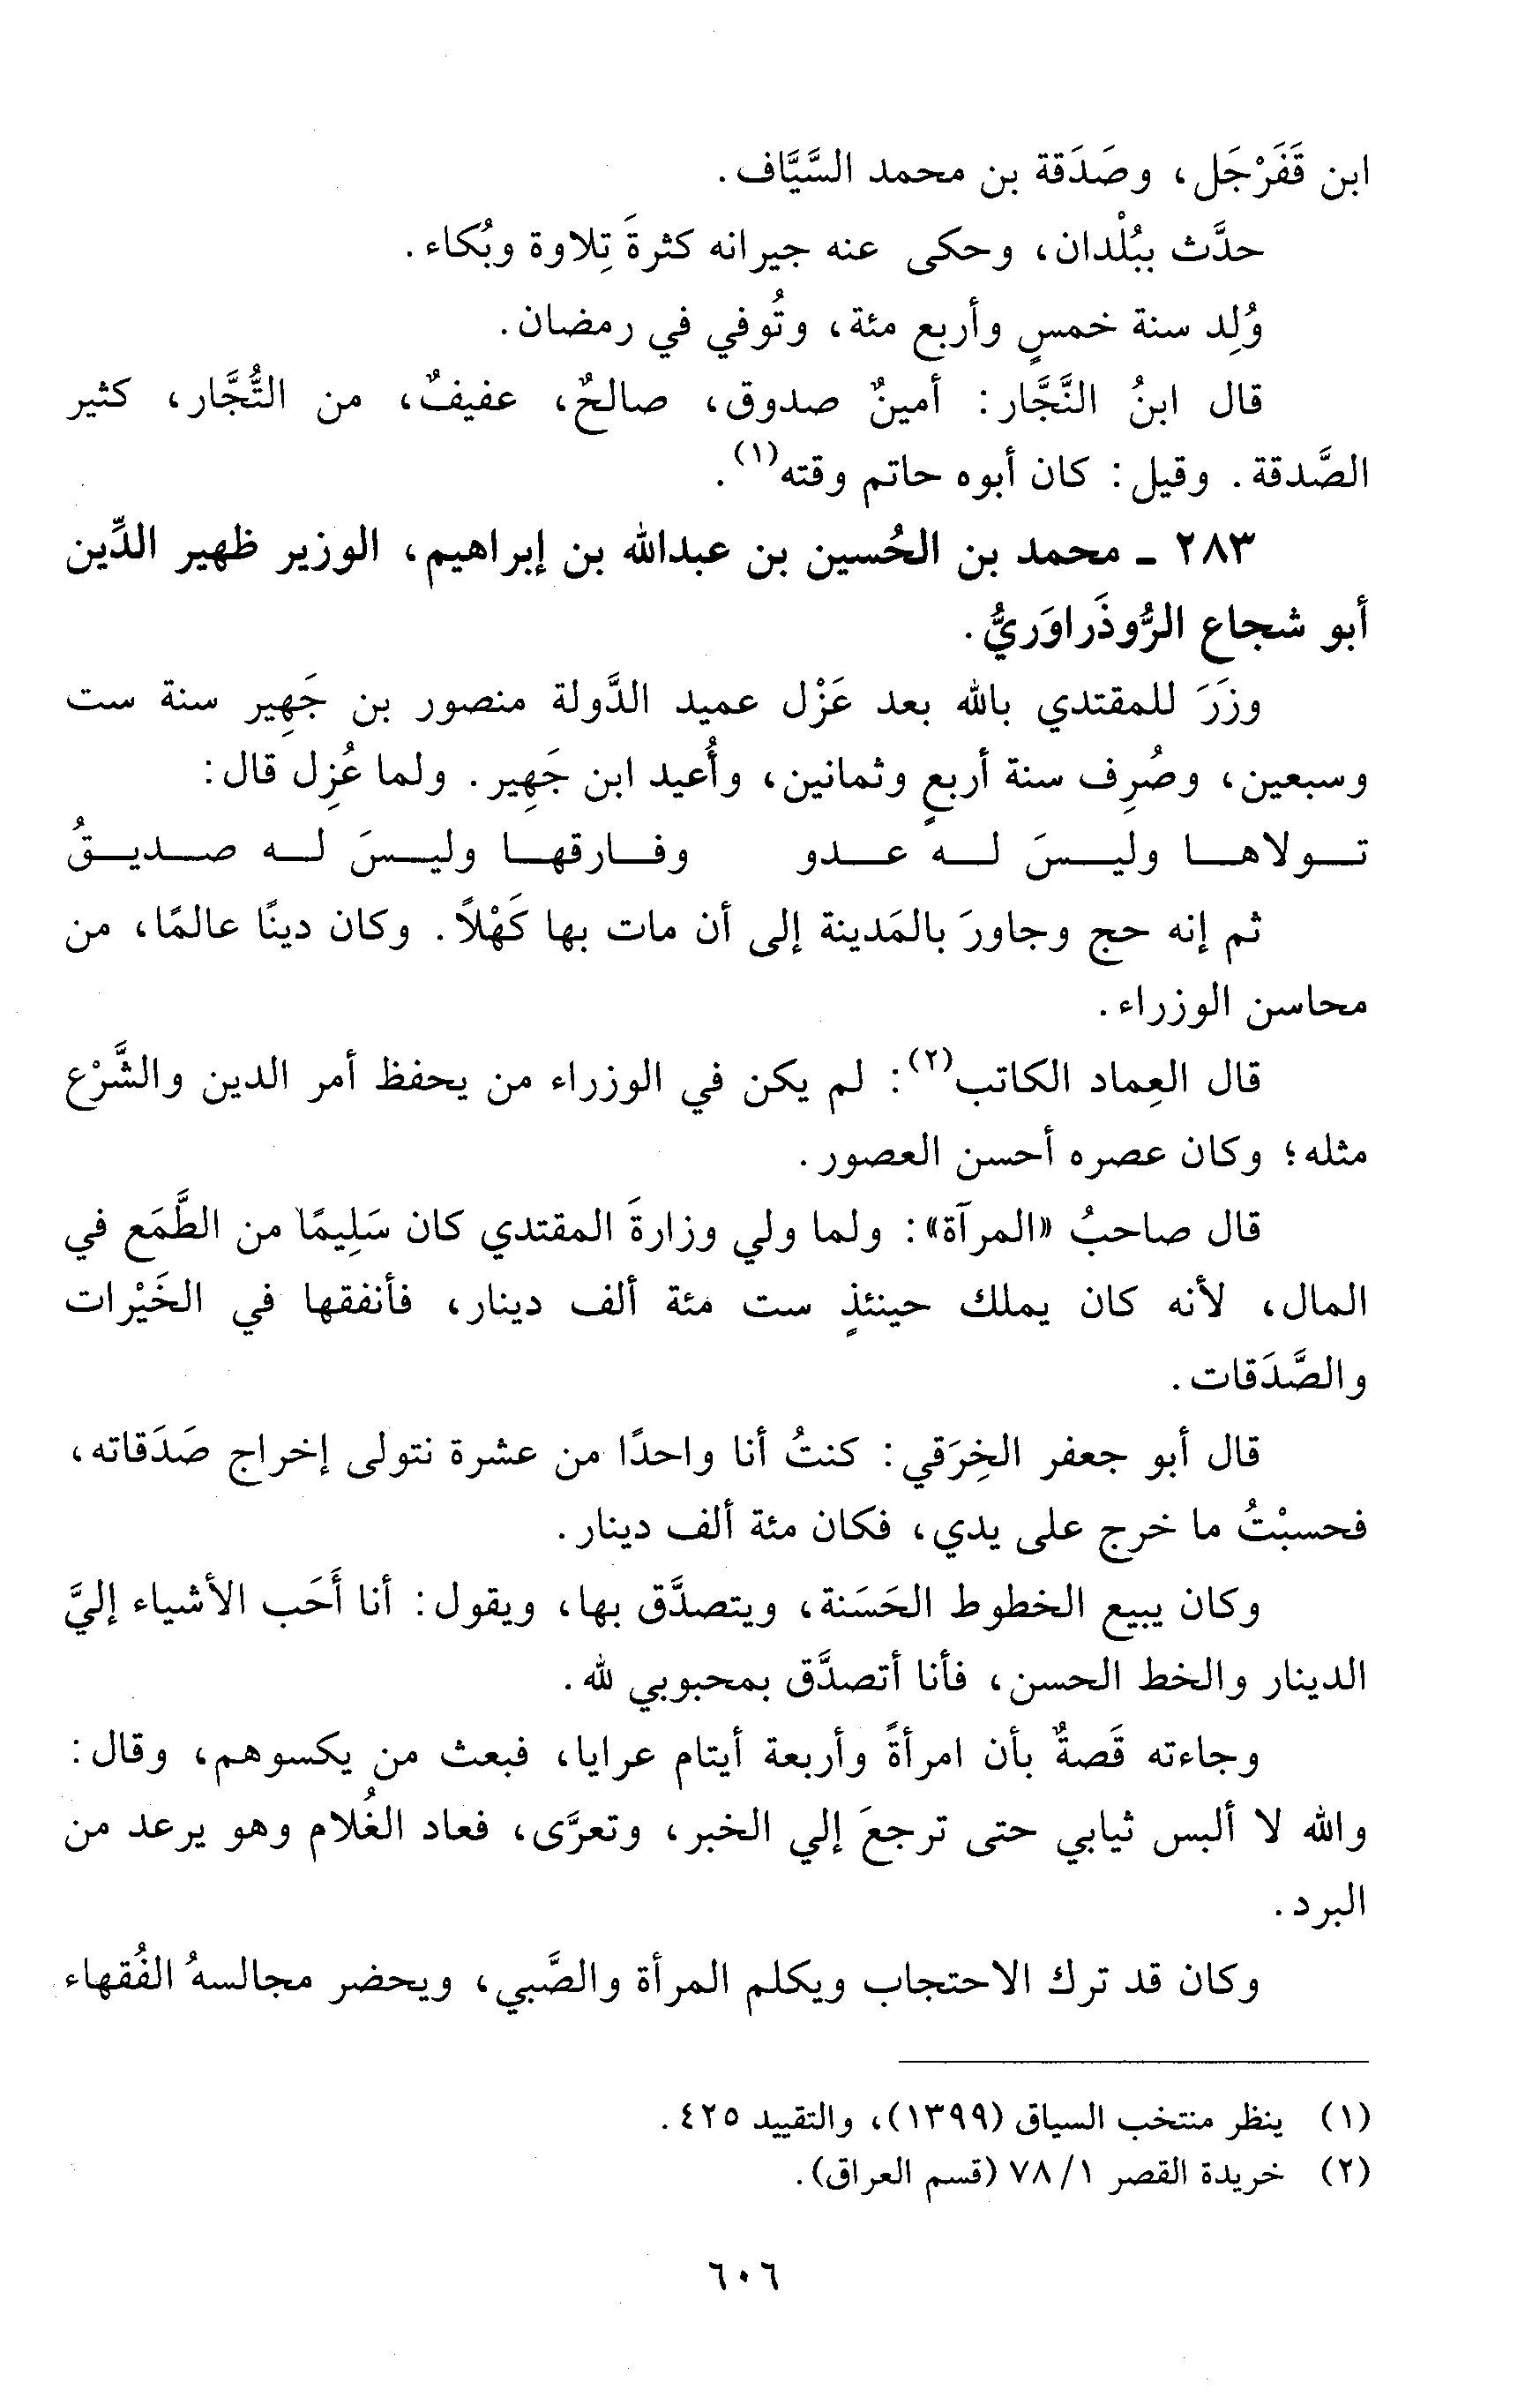 ابن قَفَرْجَل، وصَدَقة بن محمد السَّيَّاف.
حدَّث ببُلْدان، وحكى عنه جيرانه كثرةَ تِلاوة وبُكاء.
وُلِد سنة خمسٍ وأربع مئة، وتُوفي في رمضان.
قال ابنُ النَّجَّار: أمينٌ صدوق، صالحٌ، عفيفٌ، من التُّجَّار، كثير
الصَّدقة. وقيل: كان أبوه حاتم وقته(١).
٢٨٣ ـ محمد بن الحُسين بن عبدالله بن إبراهيم، الوزير ظهير الدِّين
أبو شجاع الرُّوذَراوَريُّ.
وزَرَ للمقتدي بالله بعد عَزْل عميد الدَّولة منصور بن جَهِير سنة ست
وسبعين، وصُرِف سنة أربعٍ وثمانين، وأُعيد ابن جَهِير. ولما عُزِل قال:
تولاها وليسَ له عدو وفارقها وليسَ له صديقُ
ثم إنه حج وجاورَ بالمَدينة إلى أن مات بها كَهْلاً. وكان دينًا عالمًا، من
محاسن الوزراء.
قال العِماد الكاتب(٢): لم يكن في الوزراء من يحفظ أمر الدين والشَّرْع
مثله؛ وكان عصره أحسن العصور.
قال صاحبُ «المرآة»: ولما ولي وزارةَ المقتدي كان سَلِيمًا من الطَّمَع في
المال، لأنه كان يملك حينئذٍ ست مئة ألف دينار، فأنفقها في الخَيْرات
والصَّدَقات.
قال أبو جعفر الخِرَقي: كنتُ أنا واحدًا من عشرة نتولى إخراج صَدَقاته،
فحسبْتُ ما خرج على يدي، فكان مئة ألف دينار.
وكان يبيع الخطوط الحَسَنة، ويتصدَّق بها، ويقول: أنا أَحَب الأشياء إليَّ
الدينار والخط الحسن، فأنا أتصدَّق بمحبوبي لله.
وجاءته قَصةٌ بأن امرأةً وأربعة أيتام عرايا، فبعث من يكسوهم، وقال:
والله لا ألبس ثيابي حتى ترجعَ إلي الخبر، وتعرَّى، فعاد الغُلام وهو يرعد من
البرد.
وكان قد ترك الاحتجاب ويكلم المرأة والصَّبي، ويحضر مجالسهُ الفُقهاء
(١) ينظر منتخب السياق (١٣٩٩)، والتقييد ٤٢٥.
(٢) خريدة القصر ١/ ٧٨ (قسم العراق).
٦٠٦